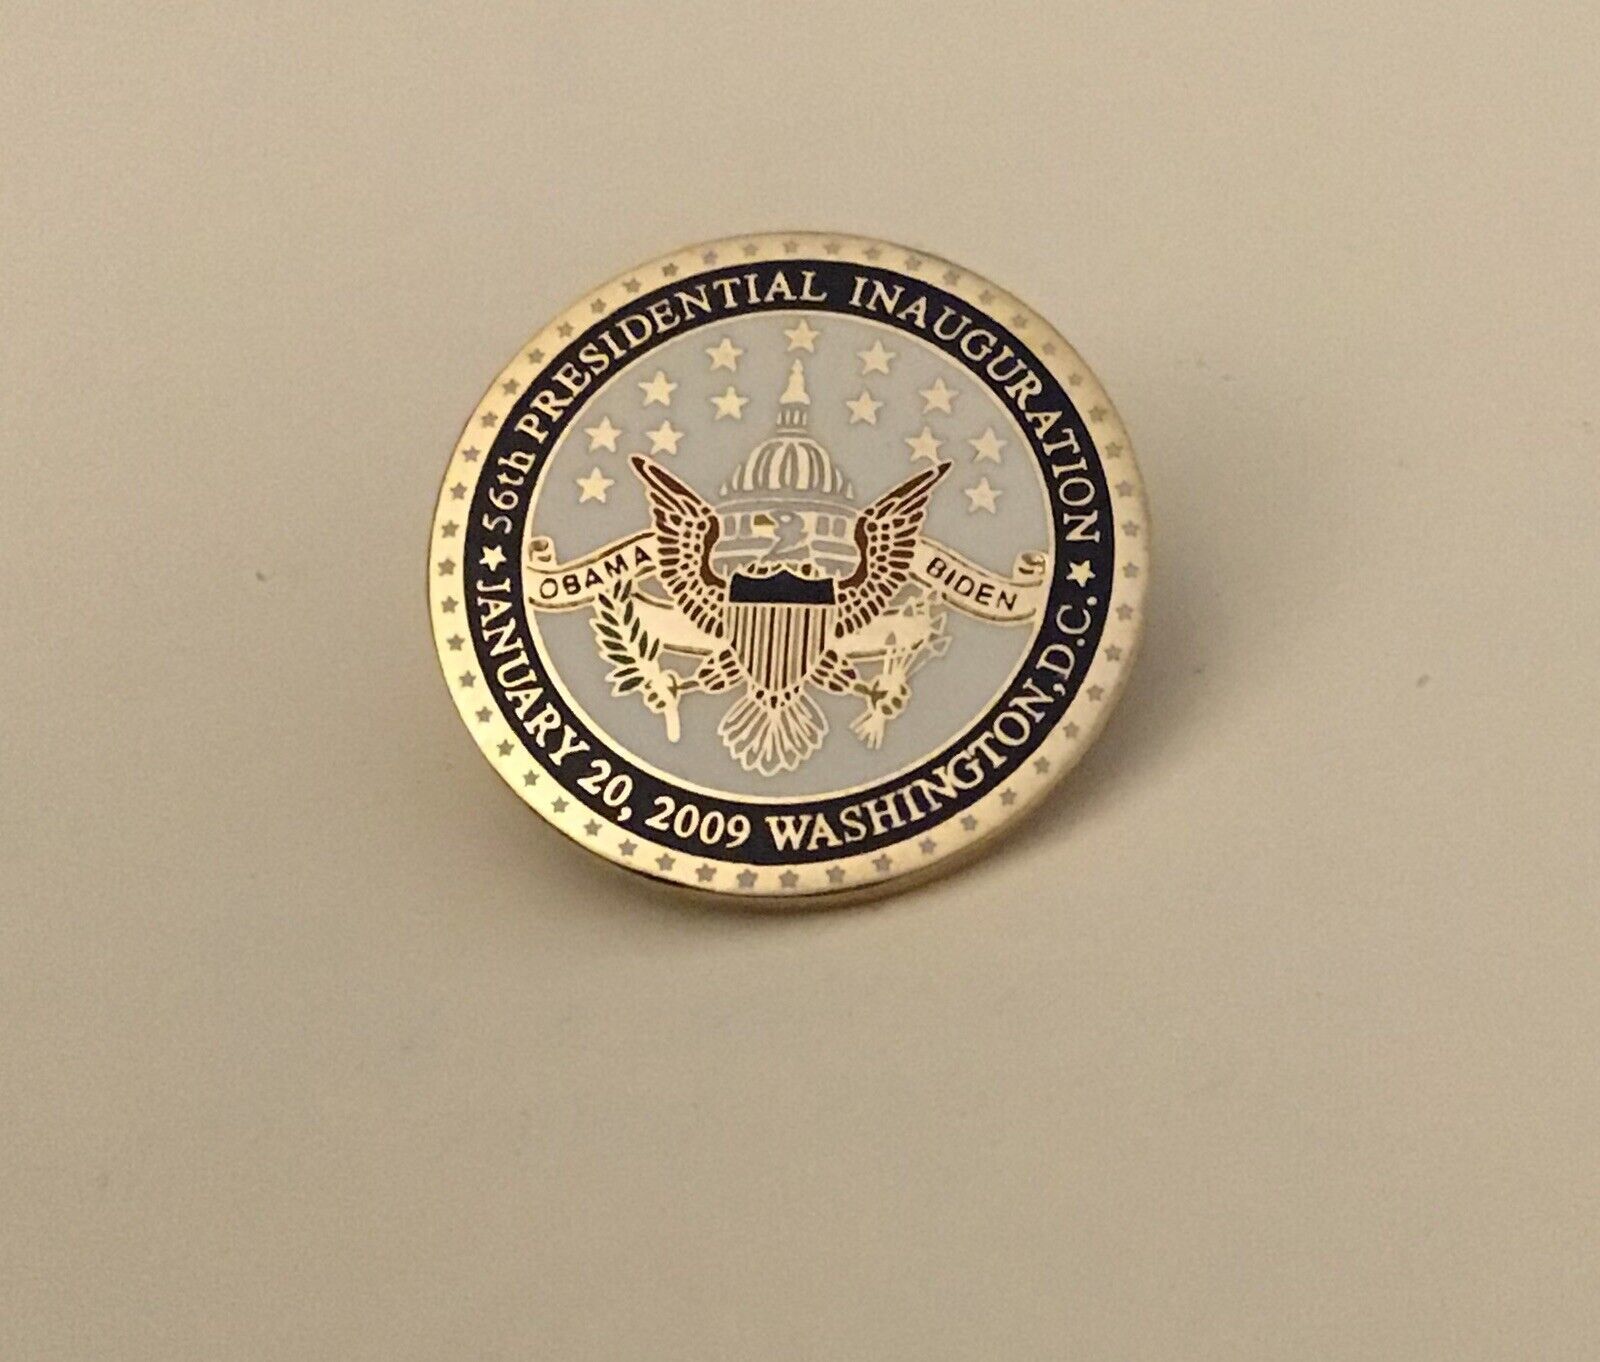 ★ 56th PRESIDENTIAL INAUGURATION ★
OBAMA BIDEN
JANUARY 20, 2009 WASHINGTON, D.C.